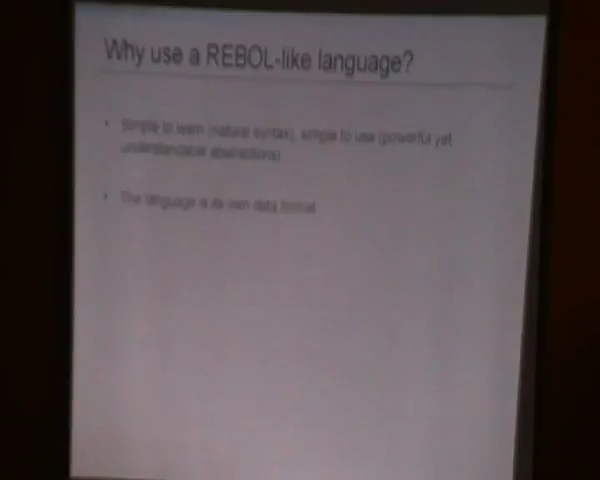 Why use a REBOL-like language?
Simple to learn (natural syntax), simple to use (powerful yet
understandable abstractions)
The language is its own data format